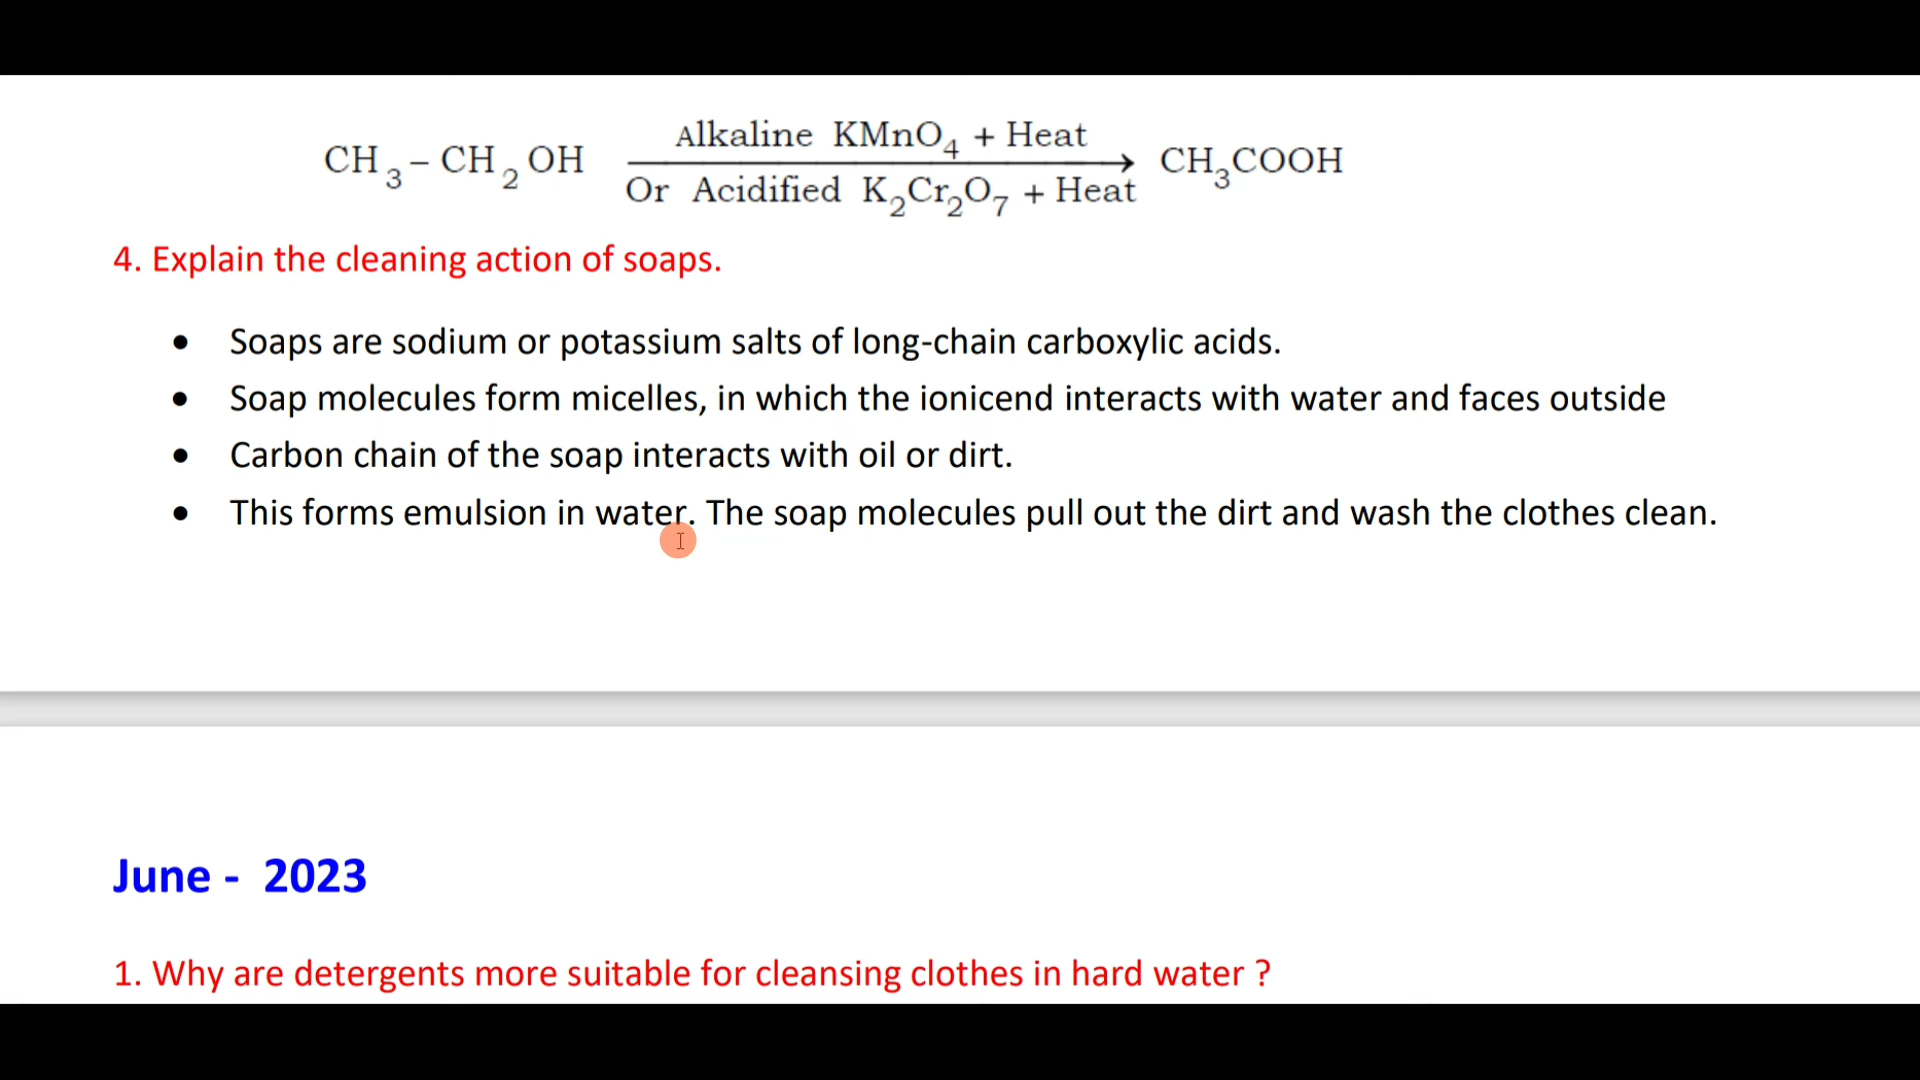 Alkaline KMnO₄ + Heat
CH₃ – CH₂OH → CH₃COOH
Or Acidified K₂Cr₂O₇ + Heat
4. Explain the cleaning action of soaps.
• Soaps are sodium or potassium salts of long-chain carboxylic acids.
• Soap molecules form micelles, in which the ionicend interacts with water and faces outside
• Carbon chain of the soap interacts with oil or dirt.
• This forms emulsion in water. The soap molecules pull out the dirt and wash the clothes clean.
June - 2023
1. Why are detergents more suitable for cleansing clothes in hard water ?